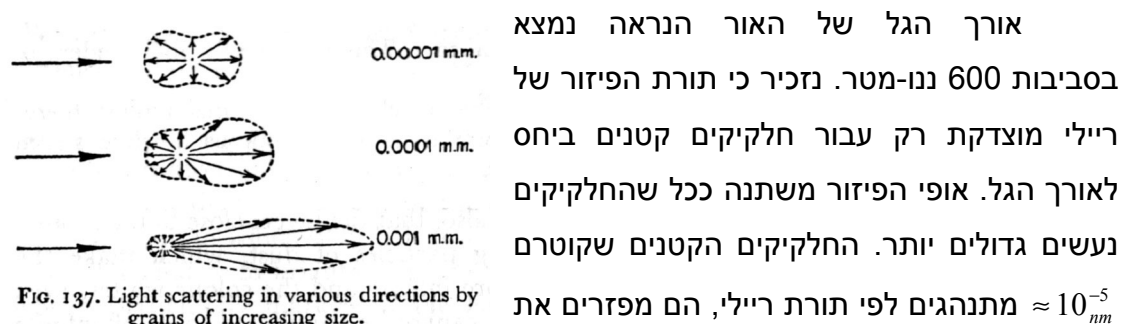 אורך הגל של האור הנראה נמצא
בסביבות 600 ננו-מטר. נזכיר כי תורת הפיזור של
ריילי מוצדקת רק עבור חלקיקים קטנים ביחס
לאורך הגל. אופי הפיזור משתנה ככל שהחלקיקים
נעשים גדולים יותר. החלקיקים הקטנים שקוטרם
≈10⁻⁵ₙₘ מתנהגים לפי תורת ריילי, הם מפזרים את
0.00001 m.m.
0.0001 m.m.
0.001 m.m.
FIG. 137. Light scattering in various directions by
grains of increasing size.